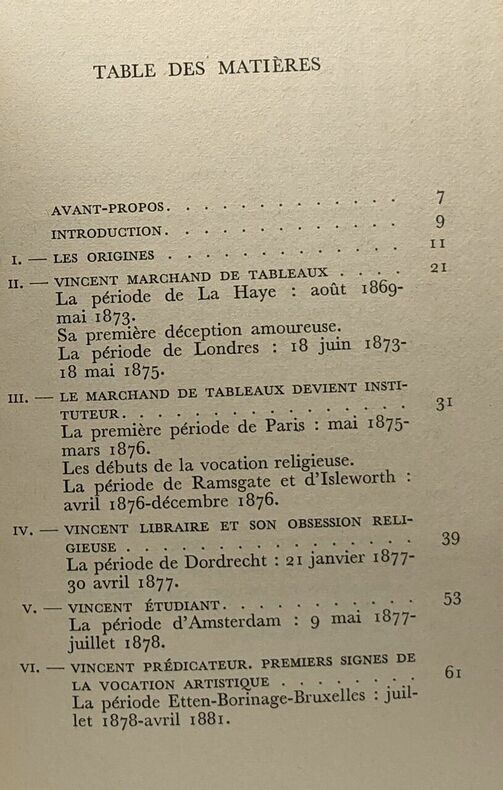 TABLE DES MATIÈRES
AVANT-PROPOS. . . . . . . . . . . . . 7
INTRODUCTION. . . . . . . . . . . . . 9
I. — LES ORIGINES . . . . . . . . . . . . . 11
II. — VINCENT MARCHAND DE TABLEAUX . . . . 21
La période de La Haye : août 1869-
mai 1873.
Sa première déception amoureuse.
La période de Londres : 18 juin 1873-
18 mai 1875.
III. — LE MARCHAND DE TABLEAUX DEVIENT INSTI-
TUTEUR. . . . . . . . . . . . . . . . 31
La première période de Paris : mai 1875-
mars 1876.
Les débuts de la vocation religieuse.
La période de Ramsgate et d'Isleworth :
avril 1876-décembre 1876.
IV. — VINCENT LIBRAIRE ET SON OBSESSION RELI-
GIEUSE . . . . . . . . . . . . . . . . 39
La période de Dordrecht : 21 janvier 1877-
30 avril 1877.
V. — VINCENT ÉTUDIANT. . . . . . . . . . . 53
La période d'Amsterdam : 9 mai 1877-
juillet 1878.
VI. — VINCENT PRÉDICATEUR. PREMIERS SIGNES DE
LA VOCATION ARTISTIQUE . . . . . . . . 61
La période Etten-Borinage-Bruxelles : juil-
let 1878-avril 1881.